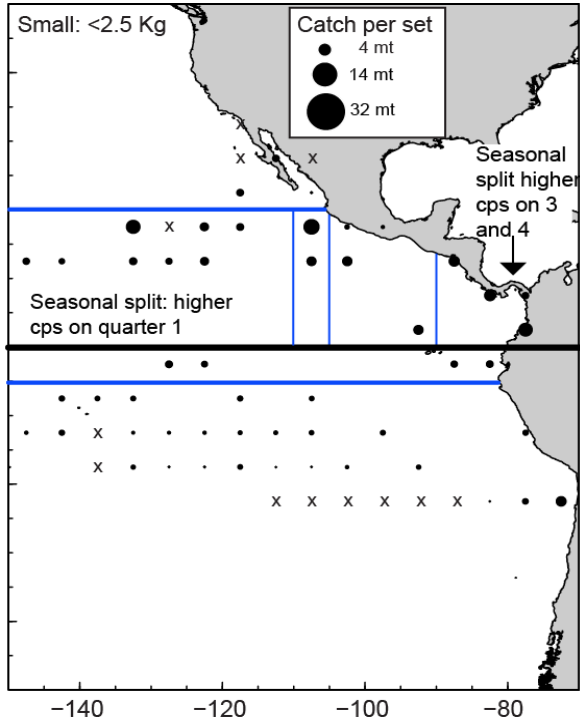 Small: <2.5 Kg
Catch per set
4 mt
14 mt
32 mt
x
x x
Seasonal
split higher
cps on 3
and 4
x
Seasonal split: higher
cps on quarter 1
x
x
x x x x x x
−140 −120 −100 −80